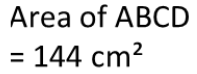 Area of ABCD
= 144 cm²